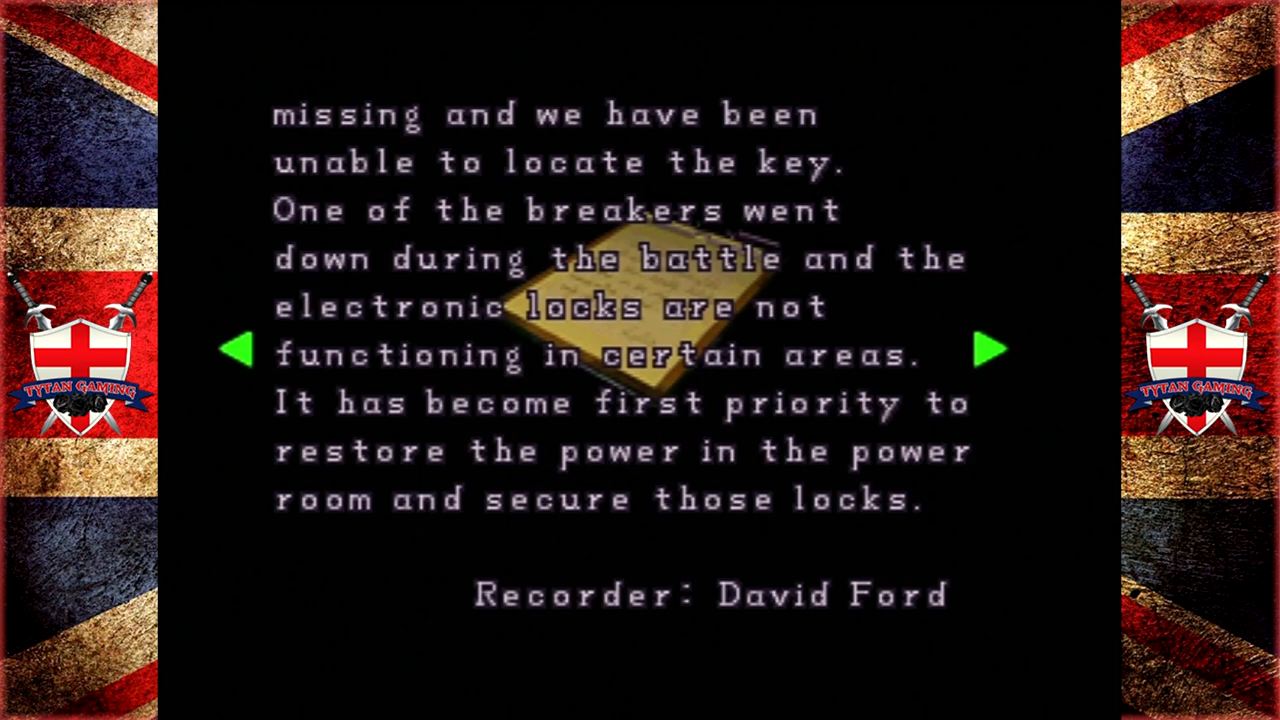 missing and we have been
unable to locate the key.
One of the breakers went
down during the battle and the
electronic locks are not
functioning in certain areas.
It has become first priority to
restore the power in the power
room and secure those locks.
Recorder: David Ford
TYTAN GAMING
TYTAN GAMING